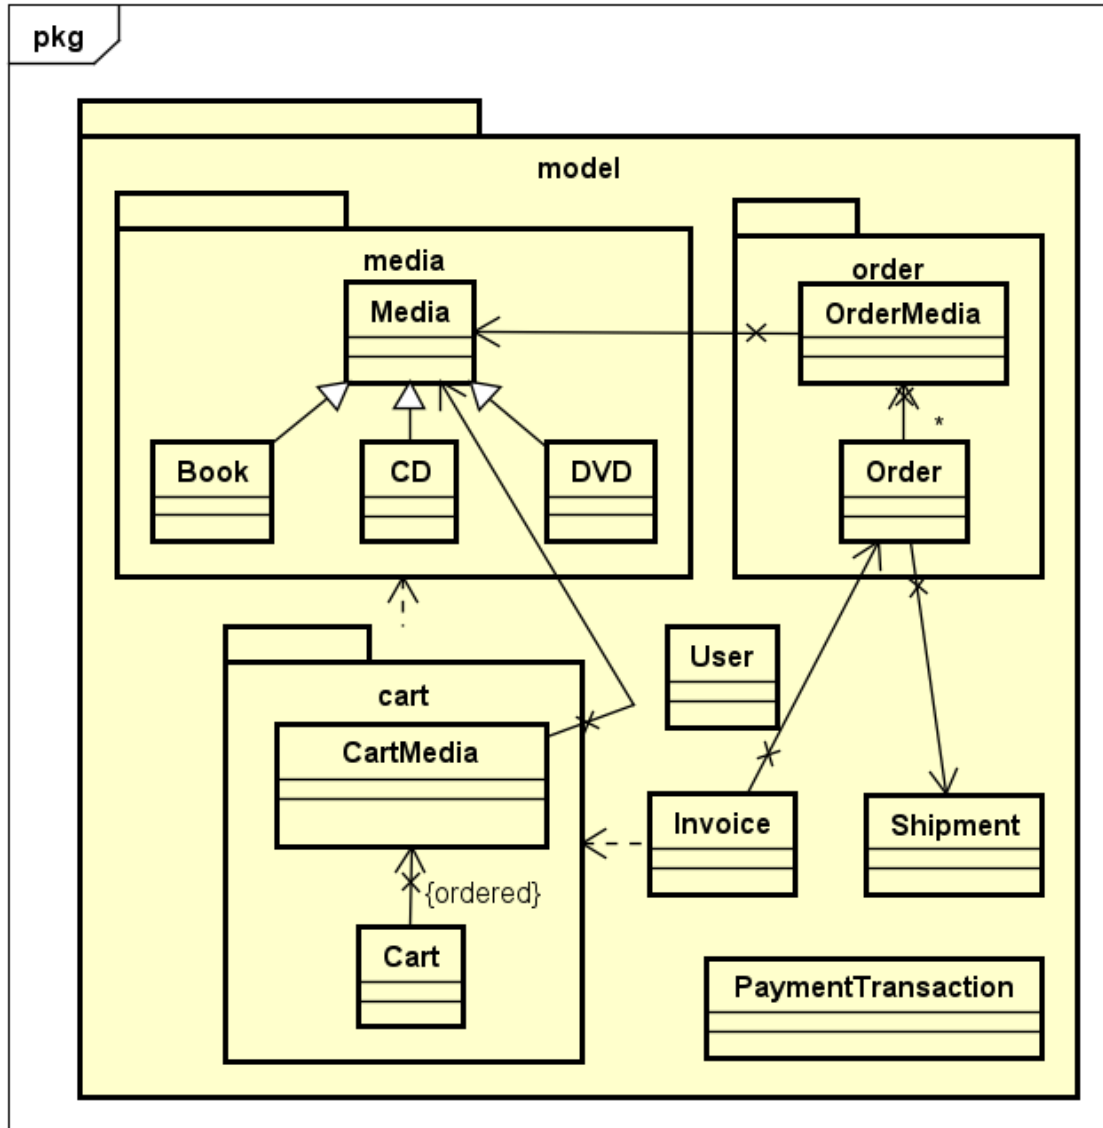 pkg
model
media
order
Media
OrderMedia
*
Book
CD
DVD
Order
User
cart
CartMedia
Invoice
Shipment
{ordered}
Cart
PaymentTransaction